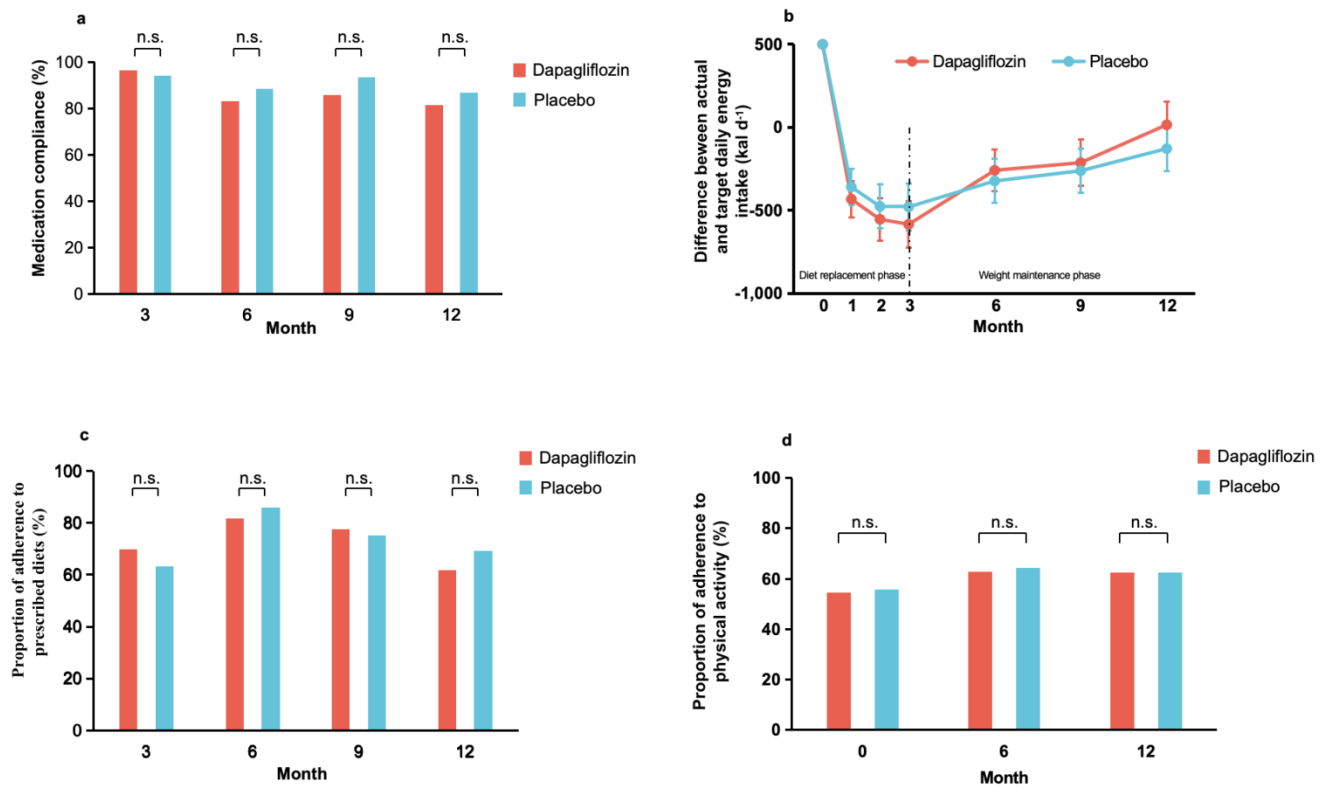 a
n.s. n.s. n.s. n.s.
100
80
60
40
20
0
Medication compliance (%)
3 6 9 12
Month
Dapagliflozin
Placebo
b
Dapagliflozin Placebo
500
0
-500
-1,000
Difference beween actual
and target daily energy
intake (kal d-1)
Diet replacement phase Weight maintenance phase
0 1 2 3 6 9 12
Month
c
Dapagliflozin
Placebo
n.s. n.s. n.s. n.s.
100
80
60
40
20
0
Proportion of adherence to
prescribed diets (%)
3 6 9 12
Month
d
Dapagliflozin
Placebo
n.s. n.s. n.s.
100
80
60
40
20
0
Proportion of adherence to
physical activity (%)
0 6 12
Month